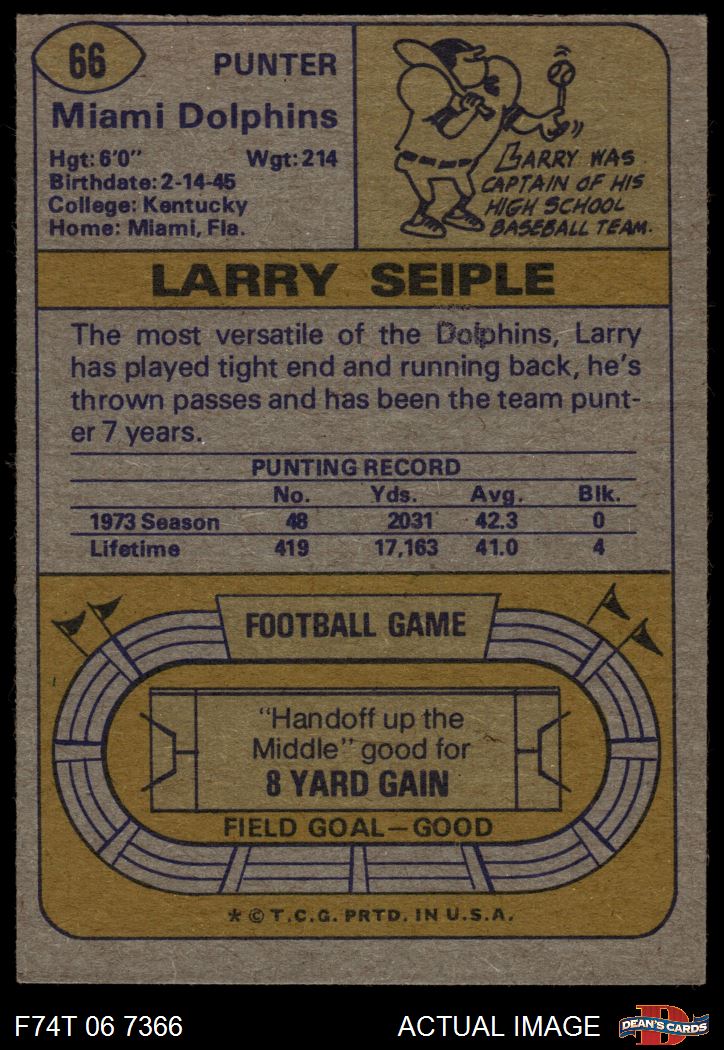 66
PUNTER
Miami Dolphins
Hgt: 6'0" Wgt: 214
Birthdate: 2-14-45
College: Kentucky
Home: Miami, Fla.
LARRY WAS
CAPTAIN OF HIS
HIGH SCHOOL
BASEBALL TEAM.
LARRY SEIPLE
The most versatile of the Dolphins, Larry
has played tight end and running back, he's
thrown passes and has been the team punt-
er 7 years.
PUNTING RECORD
No. Yds. Avg. Blk.
1973 Season 48 2031 42.3 0
Lifetime 419 17,163 41.0 4
FOOTBALL GAME
"Handoff up the
Middle" good for
8 YARD GAIN
FIELD GOAL—GOOD
* © T.C.G. PRTD. IN U.S.A.
F74T 06 7366 ACTUAL IMAGE
D
DEAN'S CARDS